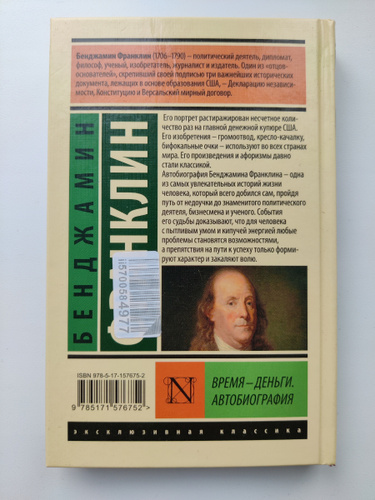 Бенджамин Франклин (1706–1790) – политический деятель, дипломат,
философ, ученый, изобретатель, журналист и издатель. Один из «отцов-
основателей», скрепивший своей подписью три важнейших исторических
документа, лежащих в основе образования США, – Декларацию независи-
мости, Конституцию и Версальский мирный договор.
Его портрет растиражирован несчетное коли-
чество раз на главной денежной купюре США.
Его изобретения – громоотвод, кресло-качалку,
бифокальные очки – используют во всех странах
мира. Его произведения и афоризмы давно
стали классикой.
Автобиография Бенджамина Франклина – одна
из самых увлекательных историй жизни
человека, который всего добился сам, пройдя
путь от недоучки до знаменитого политического
деятеля, бизнесмена и ученого. События
его судьбы доказывают, что для человека
с пытливым умом и кипучей энергией любые
проблемы становятся возможностями,
а препятствия на пути к успеху только форми-
руют характер и закаляют волю.
БЕНДЖАМИН
ФРАНКЛИН
ii5700584977
ISBN 978-5-17-157675-2
9 785171 576752 >
N
ВРЕМЯ – ДЕНЬГИ.
АВТОБИОГРАФИЯ
эксклюзивная классика